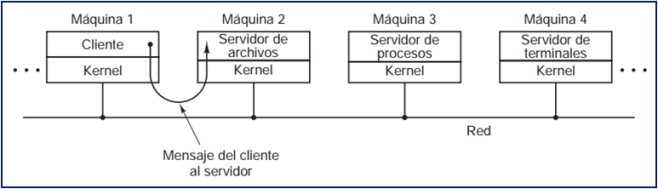 Máquina 1
Máquina 2
Máquina 3
Máquina 4
Cliente
Servidor de
archivos
Servidor de
procesos
Servidor de
terminales
Kernel
Kernel
Kernel
Kernel
Red
Mensaje del cliente
al servidor